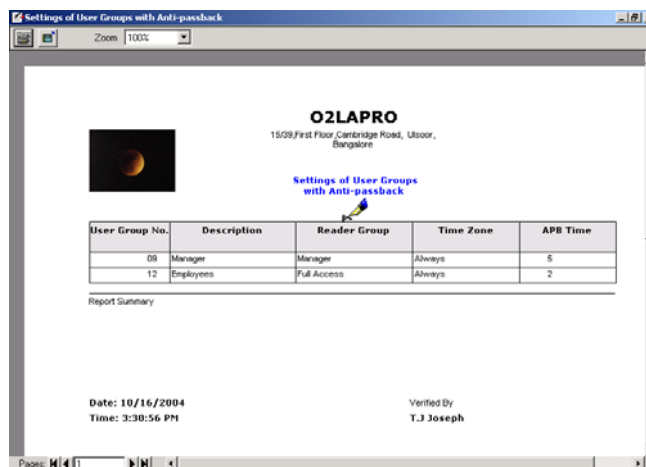 Settings of User Groups with Anti-passback
Zoom 100%
O2LAPRO
15/39,First Floor,Cambridge Road, Ulsoor,
Bangalore
Settings of User Groups
with Anti-passback
User Group No. Description Reader Group Time Zone APB Time
09 Manager Manager Always 5
12 Employees Full Access Always 2
Report Summary
Date: 10/16/2004 Verified By
Time: 3:30:56 PM T.J Joseph
Pages: 1